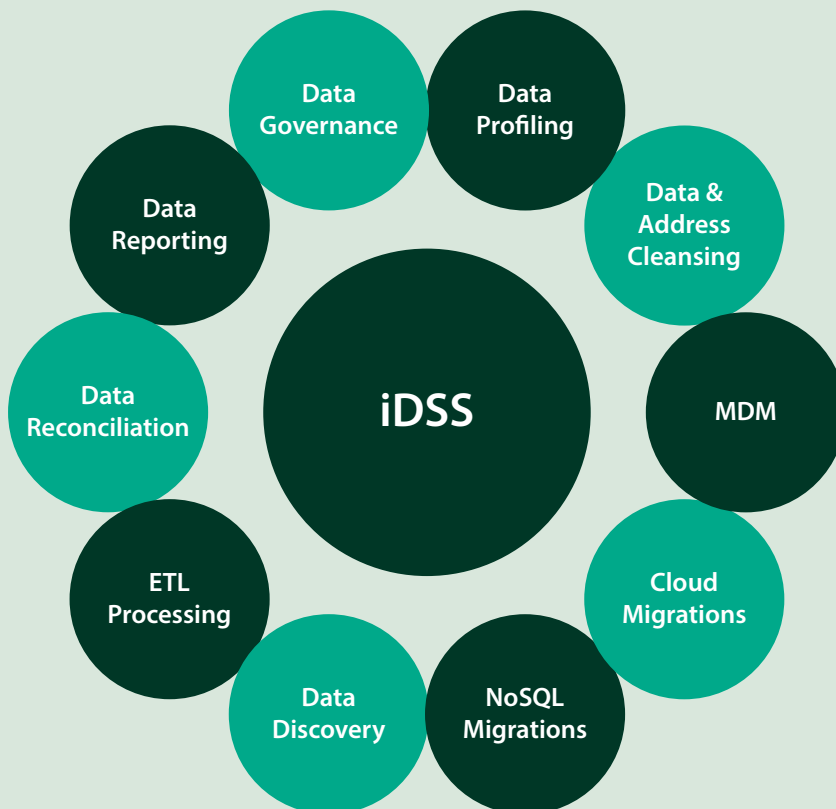 Data
Governance
Data
Profiling
Data &
Address
Cleansing
Data
Reporting
iDSS
MDM
Data
Reconciliation
Cloud
Migrations
ETL
Processing
NoSQL
Migrations
Data
Discovery